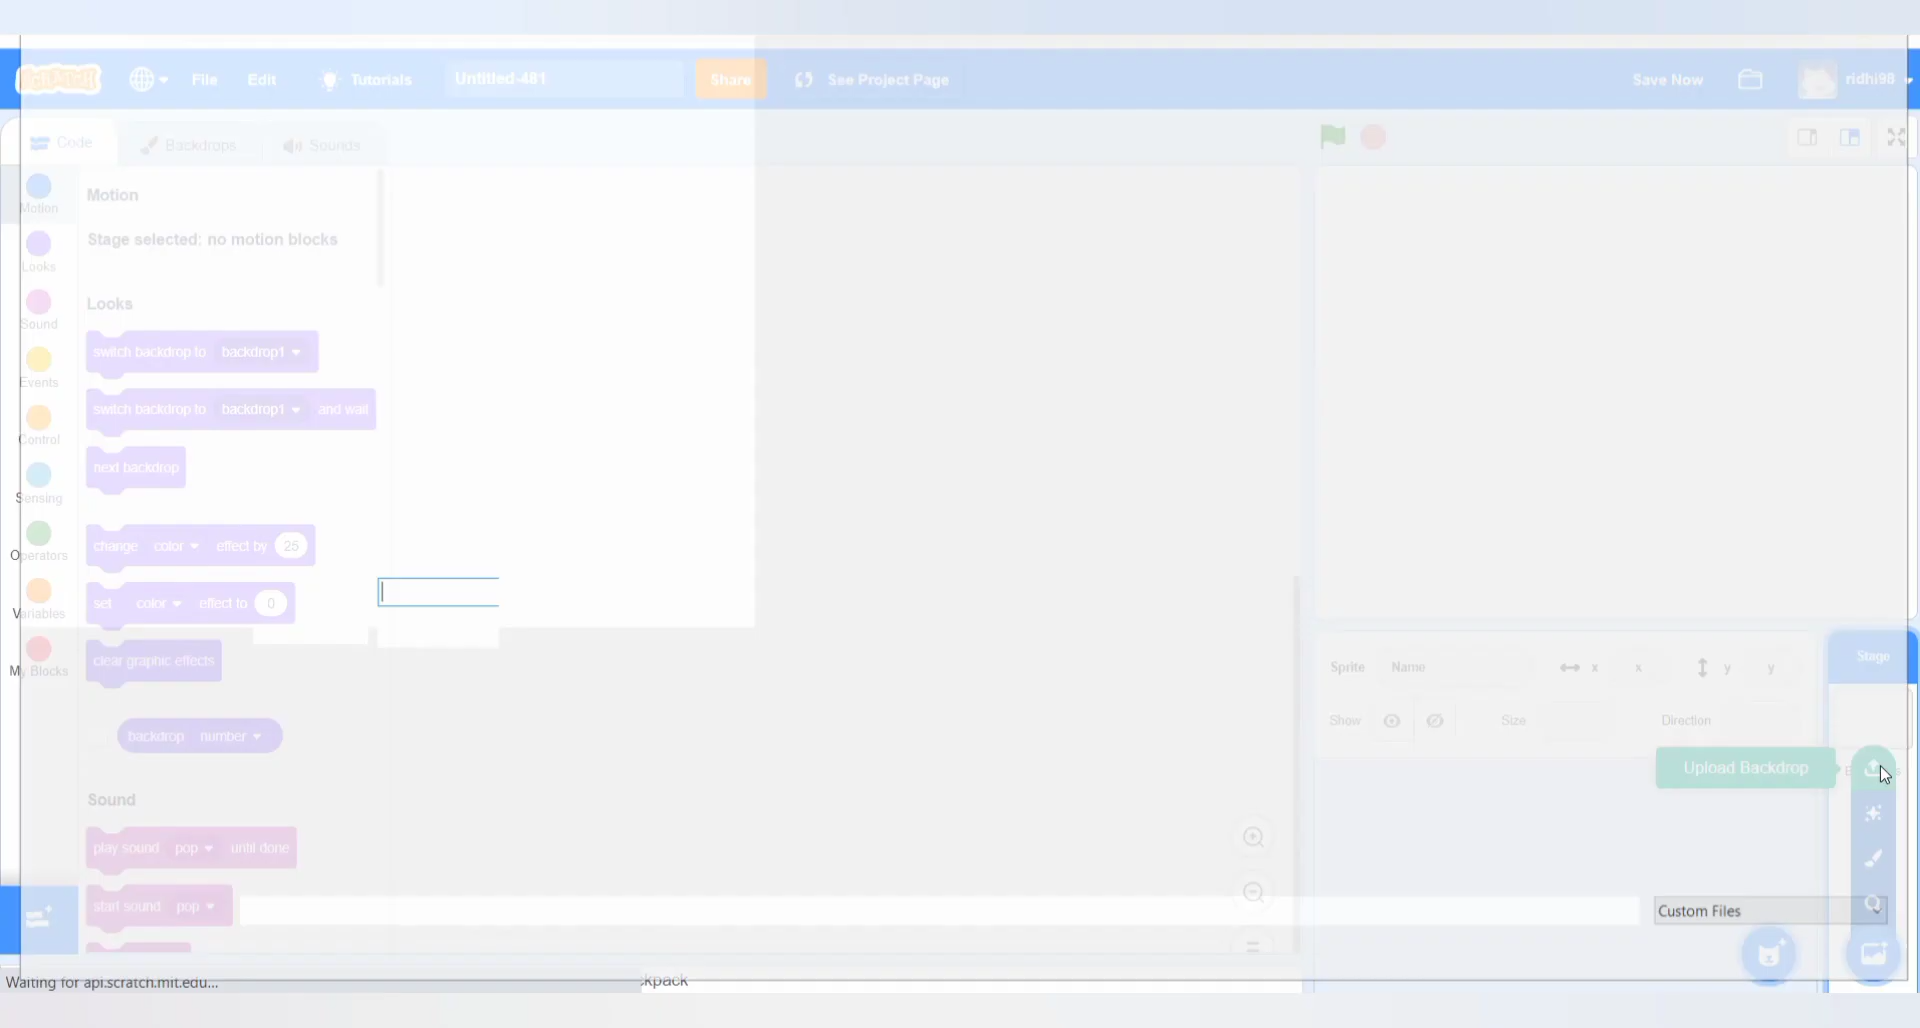 SCRATCH
File
Edit
Tutorials
Untitled-481
Share
See Project Page
Save Now
ridhi98
Code
Backdrops
Sounds
Motion
Looks
Sound
Events
Control
Sensing
Operators
Variables
My Blocks
Motion
Stage selected: no motion blocks
Looks
switch backdrop to backdrop1
switch backdrop to backdrop1 and wait
next backdrop
change color effect by 25
set color effect to 0
clear graphic effects
backdrop number
Sound
play sound pop until done
start sound pop
Sprite Name x x y y
Show Size Direction
Stage
Upload Backdrop
Custom Files
Waiting for api.scratch.mit.edu...
kpack